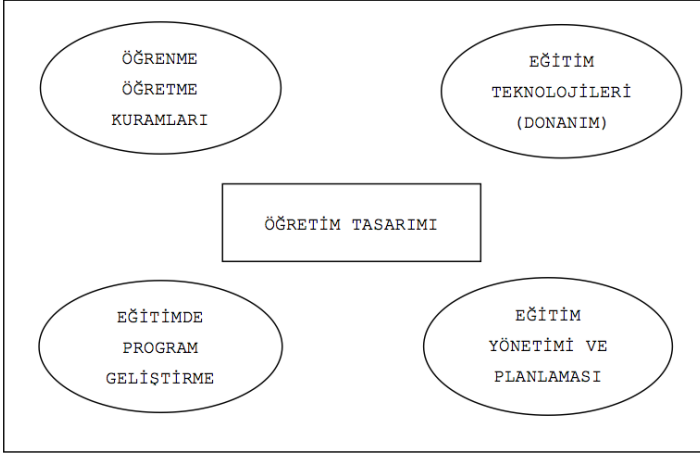 ÖĞRENME
ÖĞRETME
KURAMLARI
EĞİTİM
TEKNOLOJİLERİ
(DONANIM)
ÖĞRETİM TASARIMI
EĞİTİMDE
PROGRAM
GELİŞTİRME
EĞİTİM
YÖNETİMİ VE
PLANLAMASI